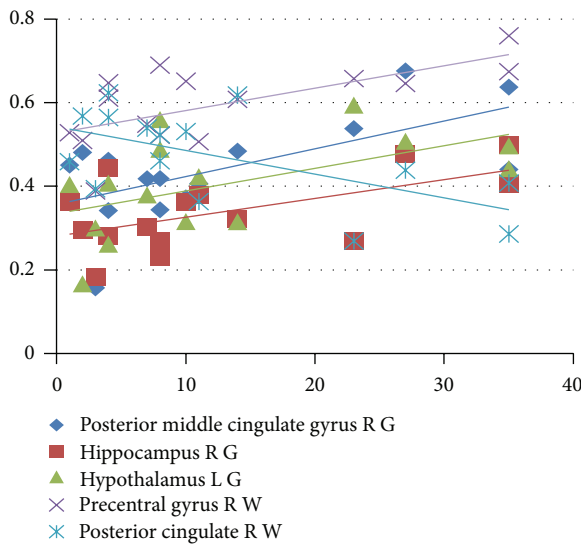 0.8
0.6
0.4
0.2
0
0 10 20 30 40
Posterior middle cingulate gyrus R G
Hippocampus R G
Hypothalamus L G
Precentral gyrus R W
Posterior cingulate R W